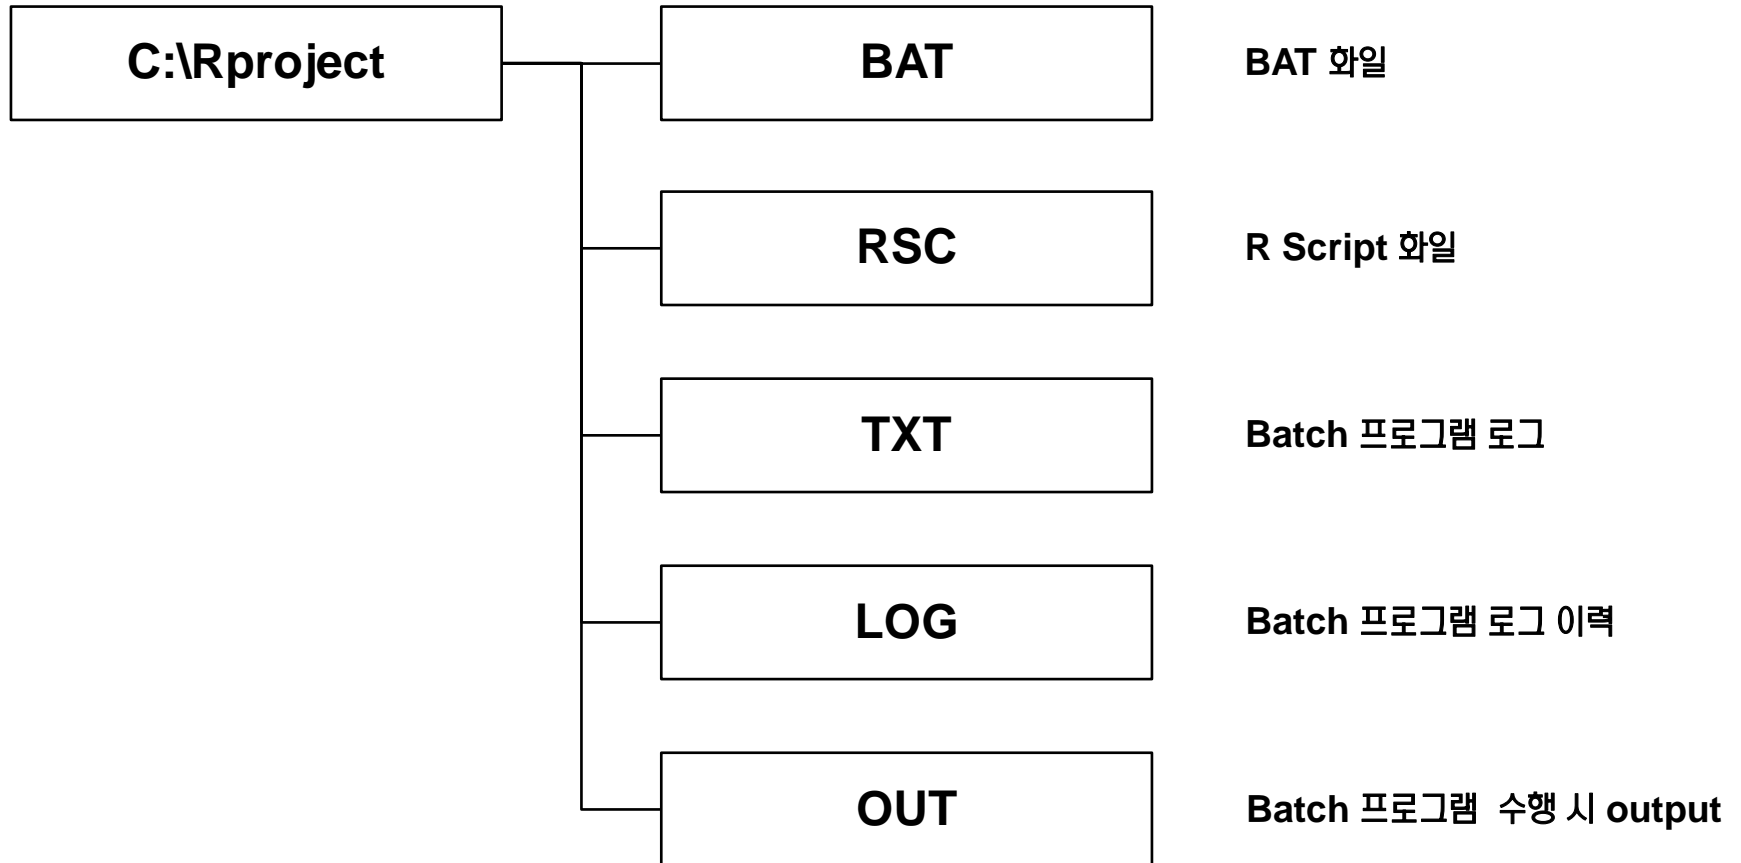 C:\Rproject
BAT
BAT 화일
RSC
R Script 화일
TXT
Batch 프로그램 로그
LOG
Batch 프로그램 로그 이력
OUT
Batch 프로그램 수행 시 output